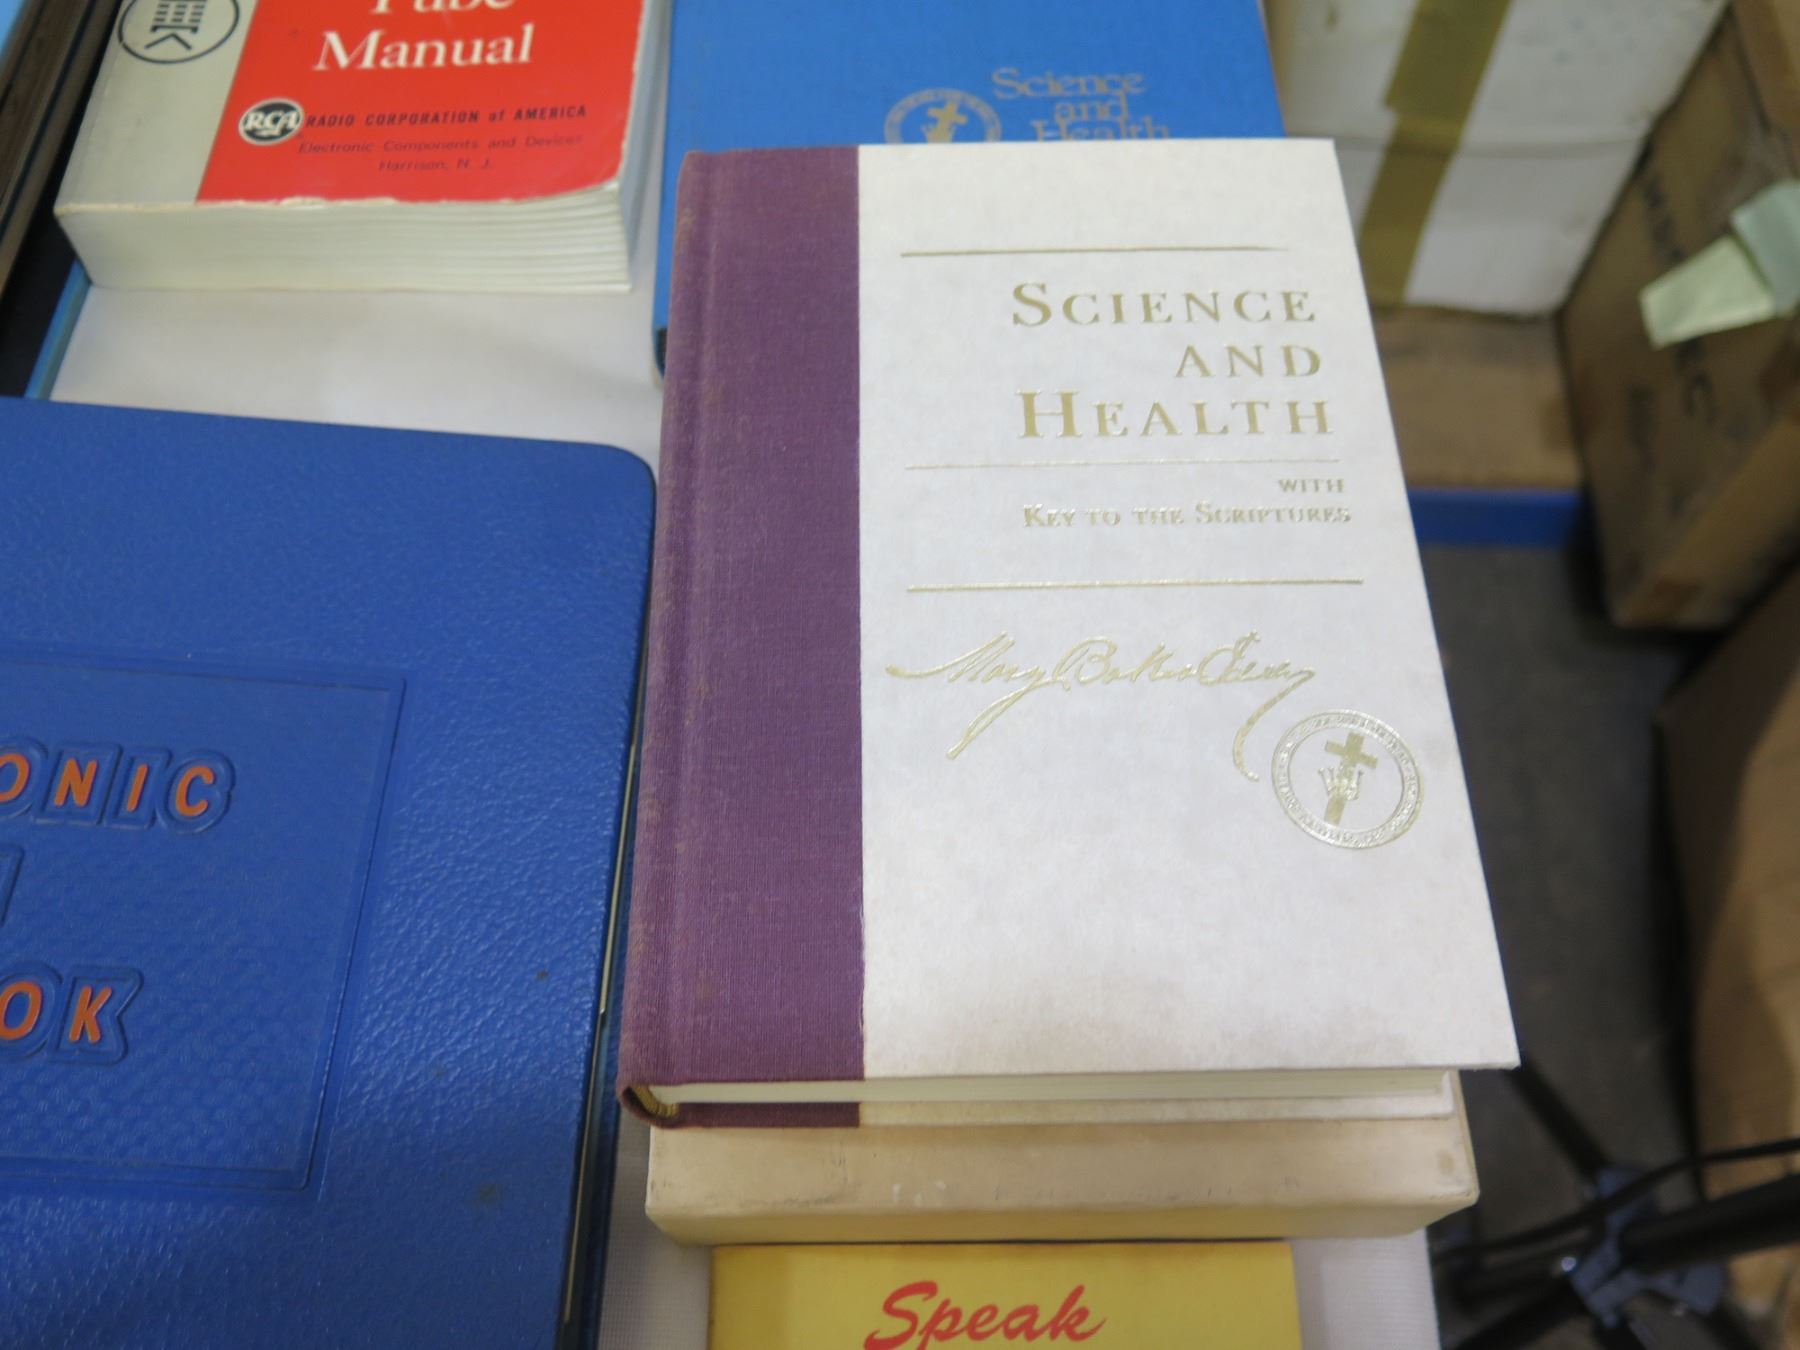 Tube
Manual
RCA
RADIO CORPORATION of AMERICA
Electronic Components and Devices
Harrison, N. J.
Science
and
Health
SCIENCE
AND
HEALTH
WITH
KEY TO THE SCRIPTURES
Mary Baker Eddy
ONIC
OK
Speak